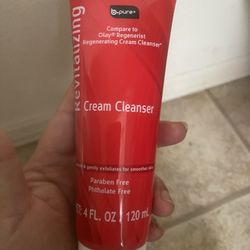 b pure+
Compare to
Olay® Regenerist
Regenerating Cream Cleanser*
Revitalizing
Cream Cleanser
& gently exfoliates for smoother skin
Paraben Free
Phthalate Free
4 FL. OZ / 120 mL